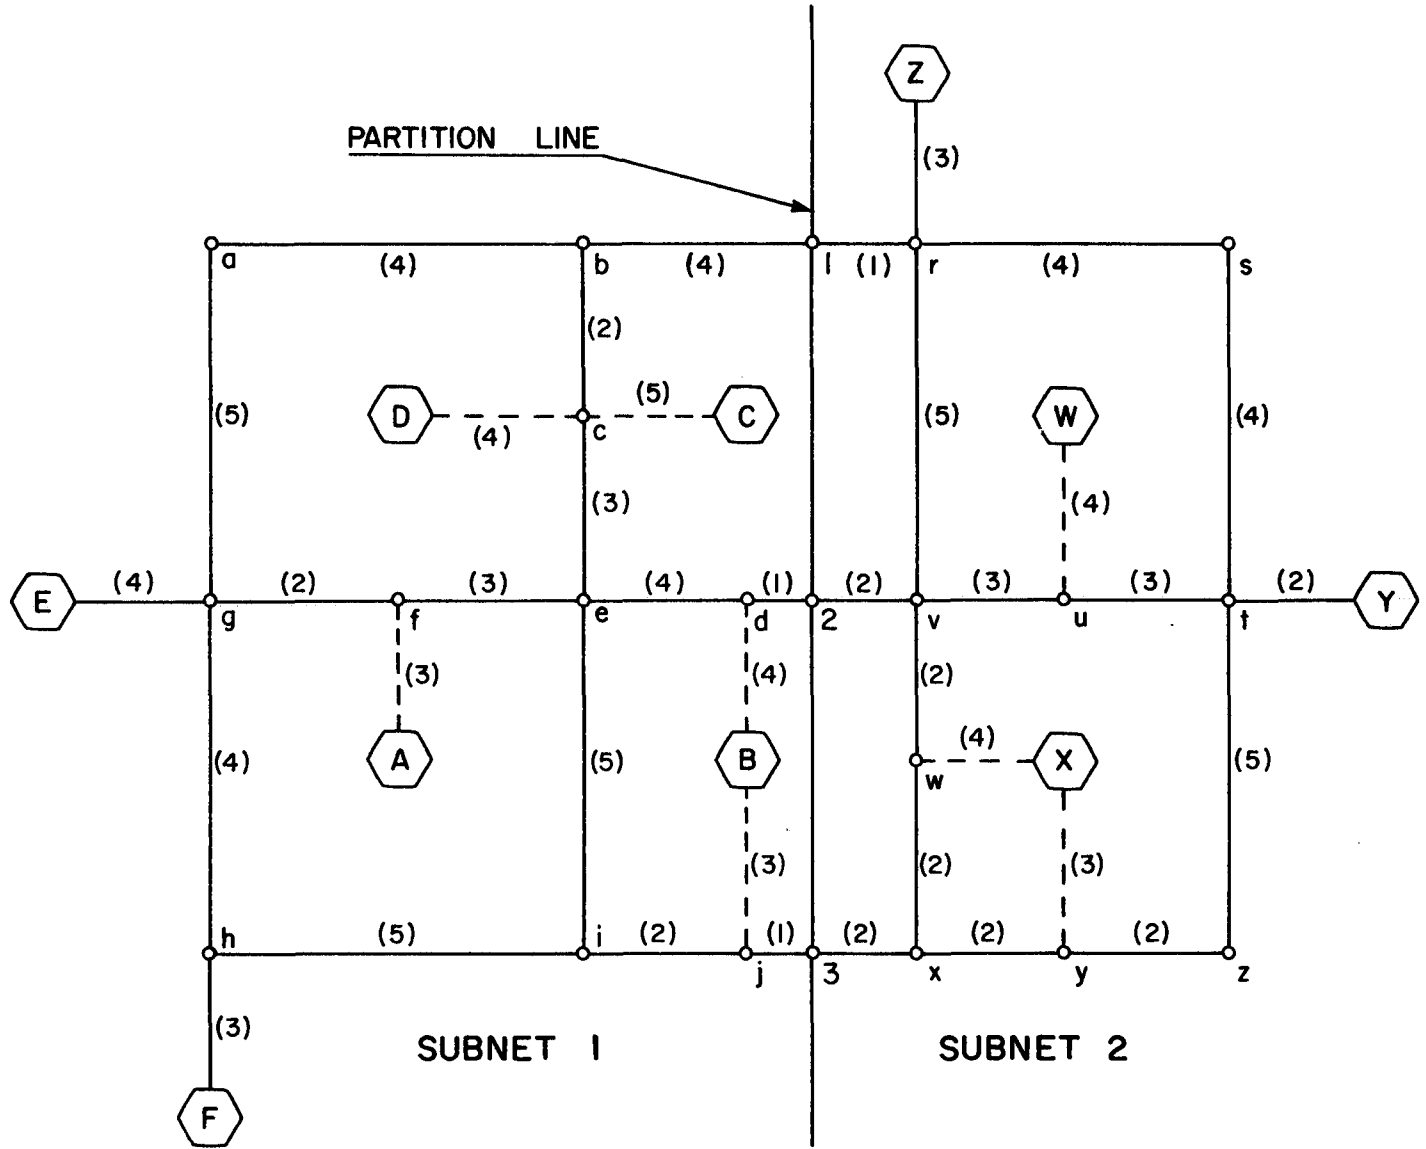 Z
PARTITION LINE
(3)
a (4) b (4) 1 (1) r (4) s
(2)
(5) D (4) c (5) C (5) W (4)
(3) (4)
E (4) g (2) f (3) e (4) d (1) 2 (2) v (3) u (3) t (2) Y
(3) (4) (2)
(4) A (5) B w (4) X (5)
(3) (2) (3)
h (5) i (2) j (1) 3 (2) x (2) y (2) z
(3)
SUBNET 1 SUBNET 2
F